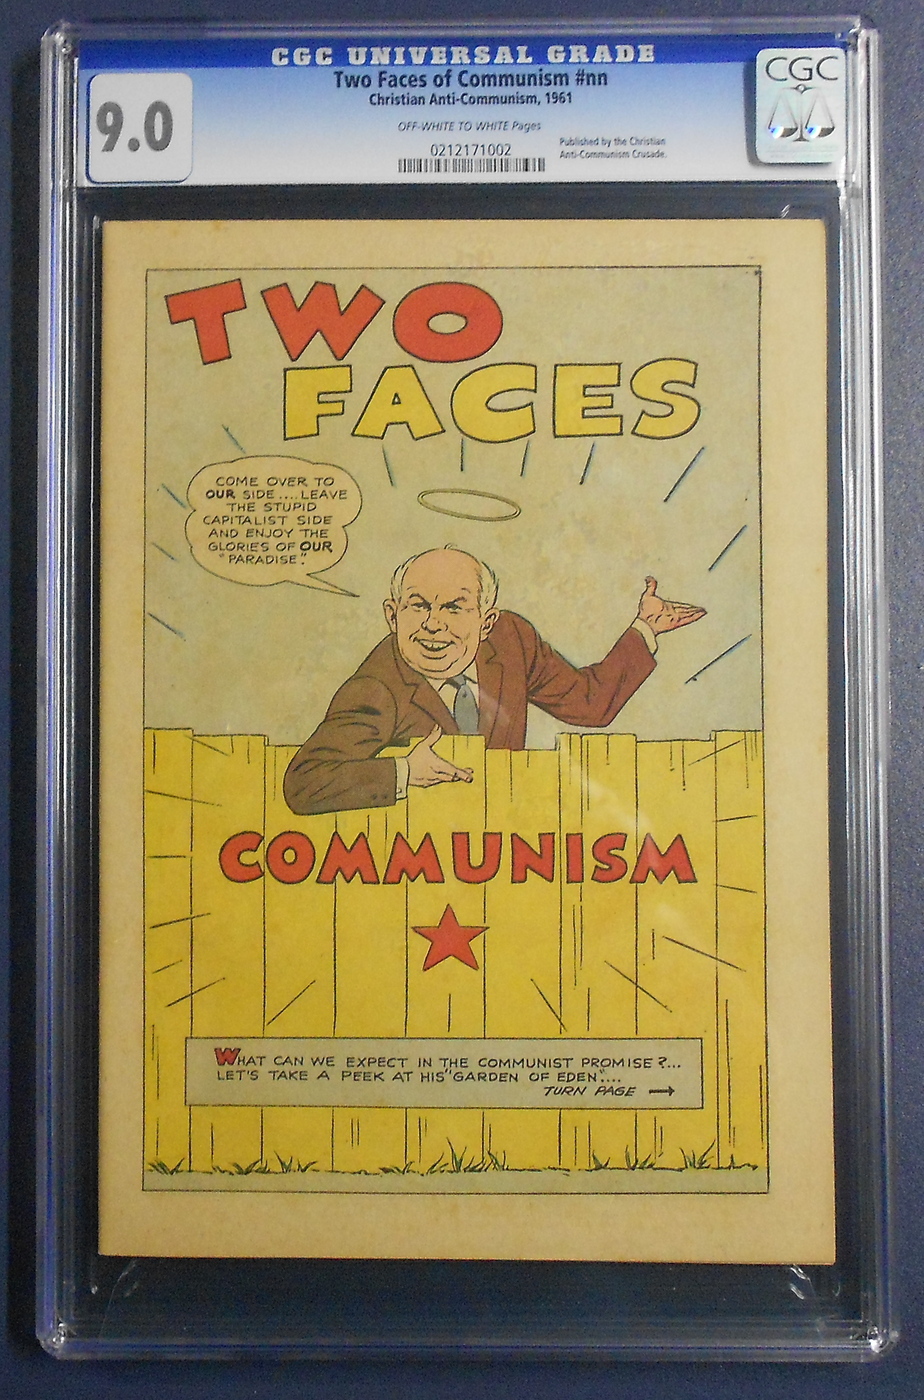 CGC UNIVERSAL GRADE
Two Faces of Communism #nn
Christian Anti-Communism, 1961
9.0
CGC
OFF-WHITE TO WHITE Pages
0212171002
Published by the Christian
Anti-Communism Crusade.
TWO
FACES
COME OVER TO
OUR SIDE....LEAVE
THE STUPID
CAPITALIST SIDE
AND ENJOY THE
GLORIES OF OUR
"PARADISE."
COMMUNISM
WHAT CAN WE EXPECT IN THE COMMUNIST PROMISE?...
LET'S TAKE A PEEK AT HIS "GARDEN OF EDEN"....
TURN PAGE →